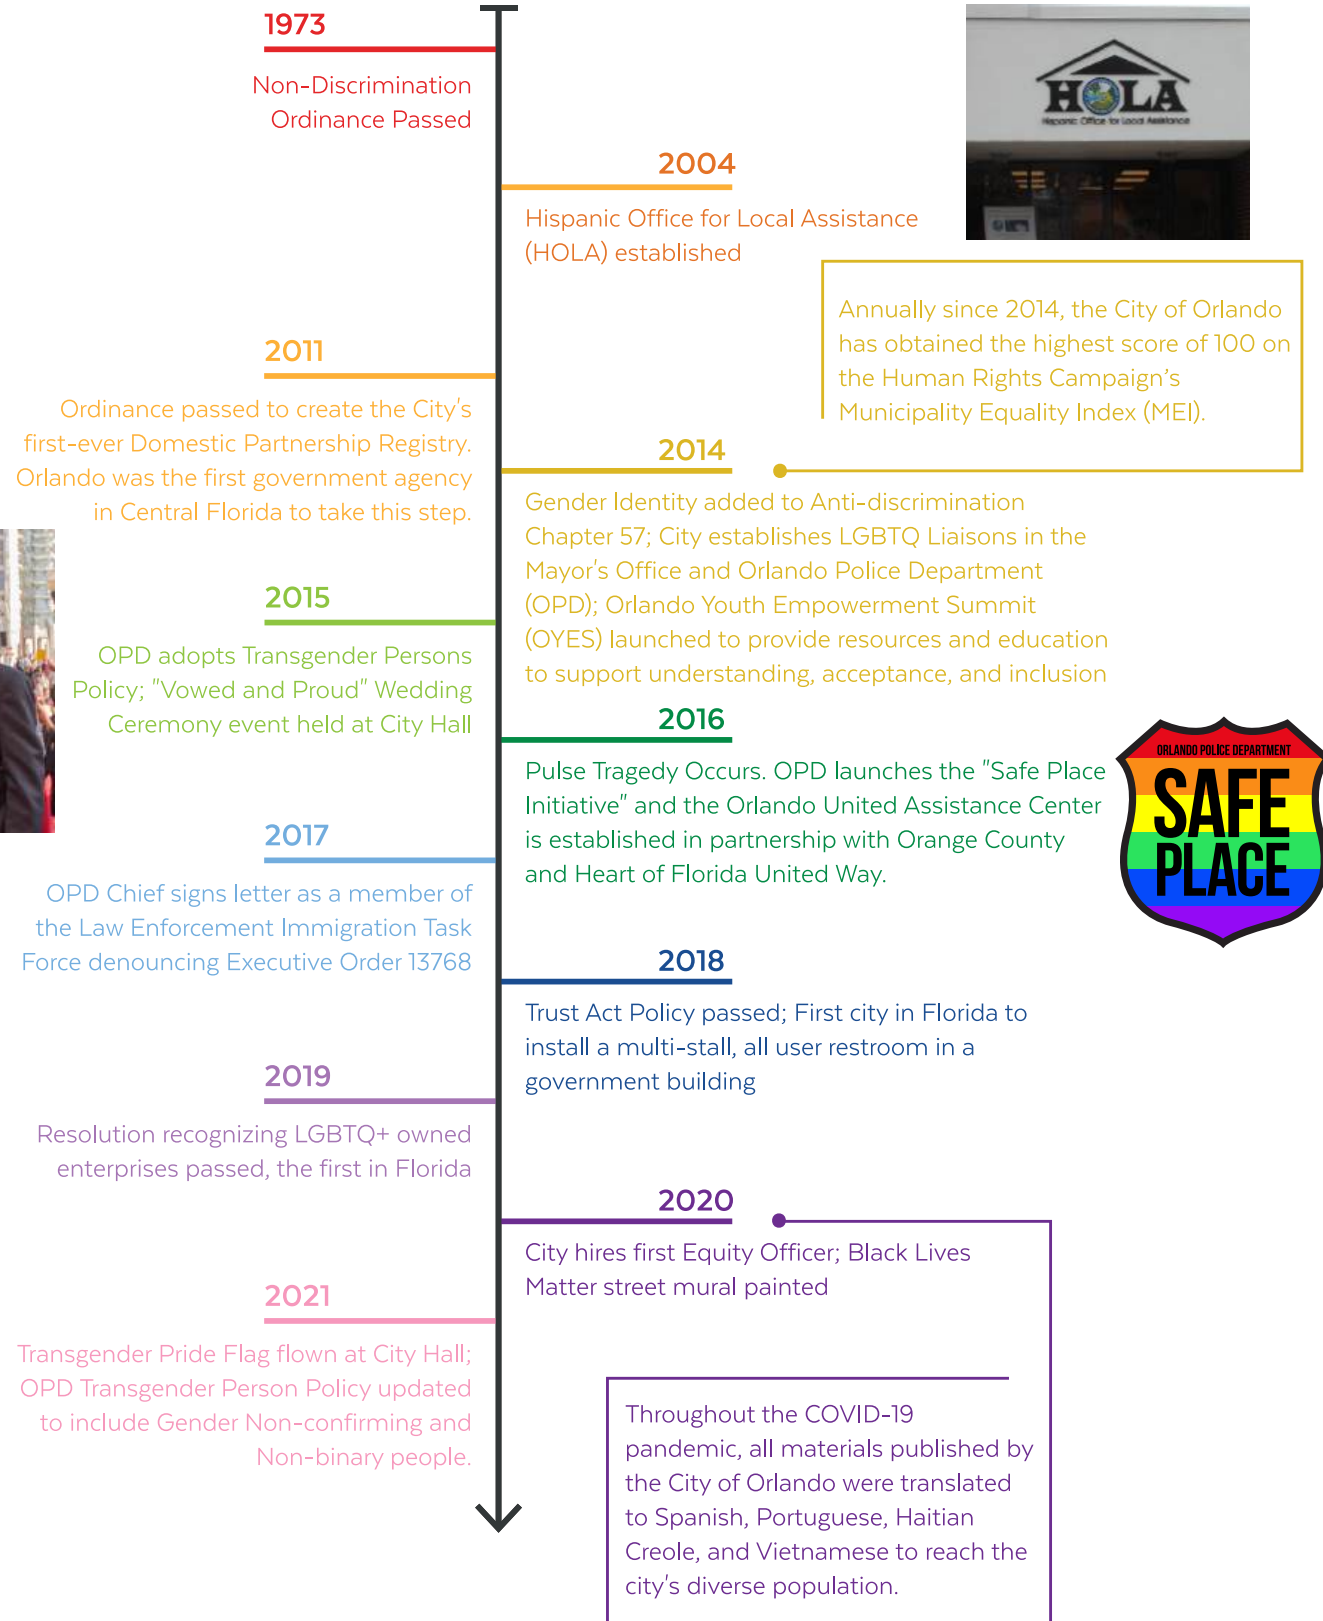 1973
Non-Discrimination
Ordinance Passed
HOLA
Hispanic Office for Local Assistance
2004
Hispanic Office for Local Assistance
(HOLA) established
Annually since 2014, the City of Orlando
has obtained the highest score of 100 on
the Human Rights Campaign’s
Municipality Equality Index (MEI).
2011
Ordinance passed to create the City's
first-ever Domestic Partnership Registry.
Orlando was the first government agency
in Central Florida to take this step.
2014
Gender Identity added to Anti-discrimination
Chapter 57; City establishes LGBTQ Liaisons in the
Mayor's Office and Orlando Police Department
(OPD); Orlando Youth Empowerment Summit
(OYES) launched to provide resources and education
to support understanding, acceptance, and inclusion
2015
OPD adopts Transgender Persons
Policy; "Vowed and Proud" Wedding
Ceremony event held at City Hall
2016
Pulse Tragedy Occurs. OPD launches the "Safe Place
Initiative" and the Orlando United Assistance Center
is established in partnership with Orange County
and Heart of Florida United Way.
ORLANDO POLICE DEPARTMENT
SAFE
PLACE
2017
OPD Chief signs letter as a member of
the Law Enforcement Immigration Task
Force denouncing Executive Order 13768
2018
Trust Act Policy passed; First city in Florida to
install a multi-stall, all user restroom in a
government building
2019
Resolution recognizing LGBTQ+ owned
enterprises passed, the first in Florida
2020
City hires first Equity Officer; Black Lives
Matter street mural painted
2021
Transgender Pride Flag flown at City Hall;
OPD Transgender Person Policy updated
to include Gender Non-confirming and
Non-binary people.
Throughout the COVID-19
pandemic, all materials published by
the City of Orlando were translated
to Spanish, Portuguese, Haitian
Creole, and Vietnamese to reach the
city's diverse population.